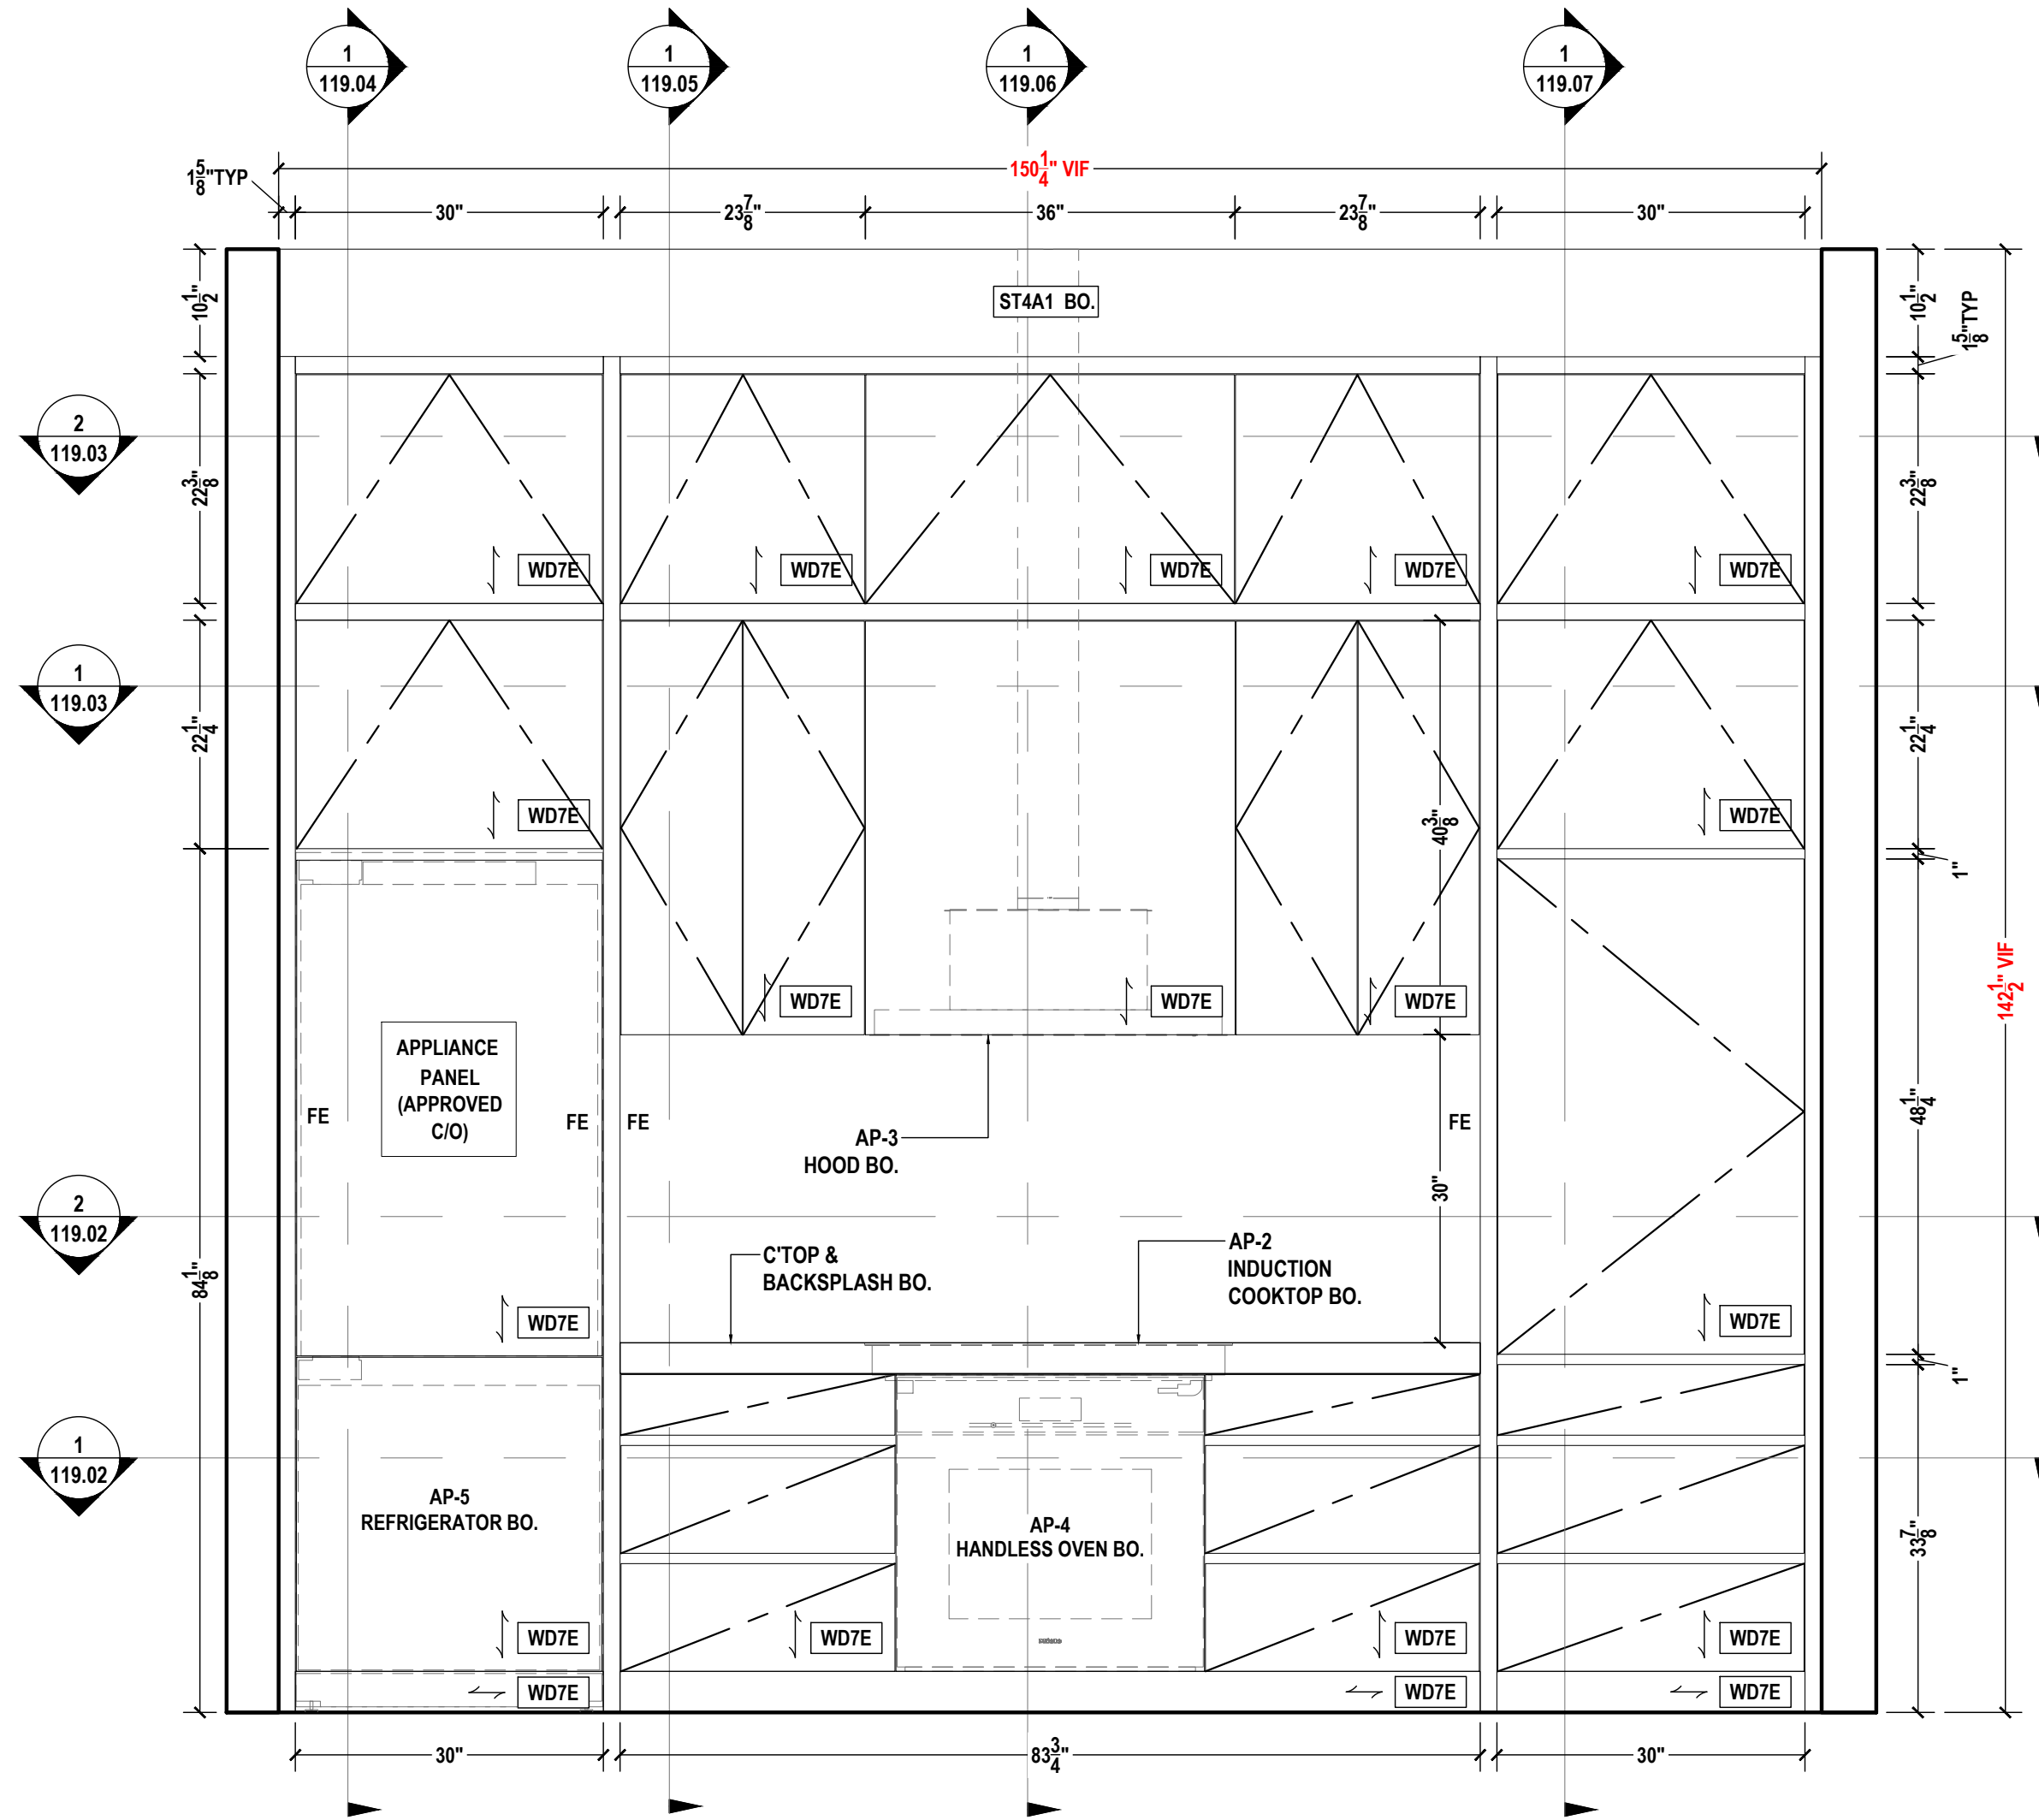 1 1 1 1
119.04 119.05 119.06 119.07
1 5/8"TYP 150 1/4" VIF
30" 23 7/8" 36" 23 7/8" 30"
10 1/2" ST4A1 BO. 10 1/2"
1 5/8"TYP
2
119.03
22 3/8" 22 3/8"
WD7E WD7E WD7E WD7E WD7E
1
119.03
22 1/4" 22 1/4"
WD7E WD7E
40 3/8"
1"
142 1/2" VIF
WD7E WD7E WD7E
APPLIANCE
PANEL
(APPROVED
C/O)
FE FE FE FE
48 1/4"
AP-3
HOOD BO.
30"
2
119.02
84 1/8"
C'TOP &
BACKSPLASH BO.
AP-2
INDUCTION
COOKTOP BO.
WD7E WD7E
1"
1
119.02
AP-5
REFRIGERATOR BO.
AP-4
HANDLESS OVEN BO.
33 7/8"
WD7E WD7E WD7E WD7E
WD7E WD7E WD7E
30" 83 3/4" 30"